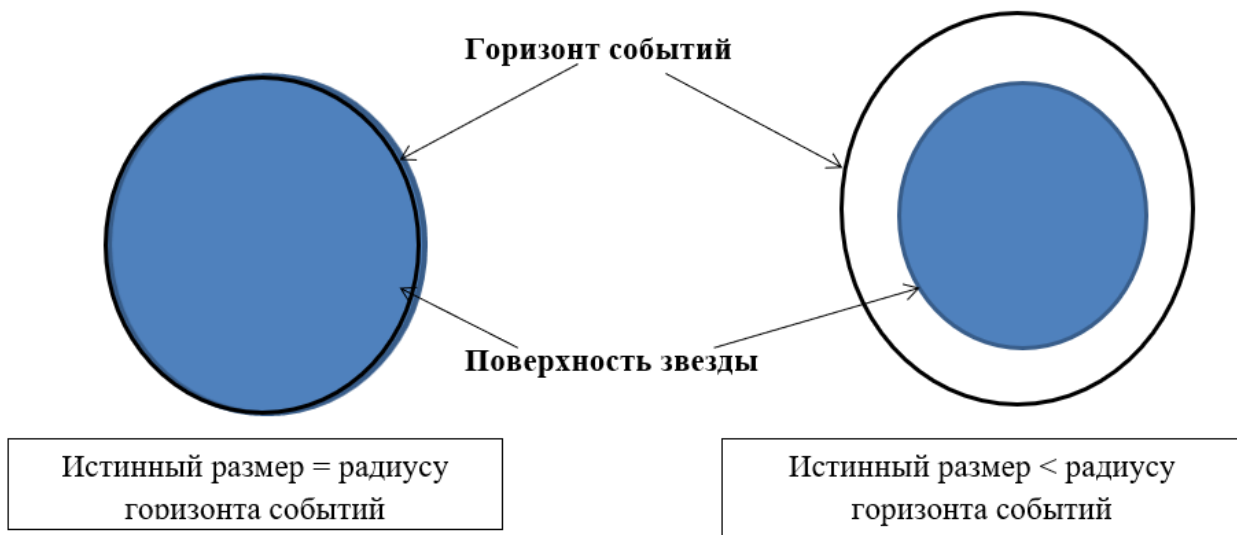 Горизонт событий
Поверхность звезды
Истинный размер = радиусу
горизонта событий
Истинный размер < радиусу
горизонта событий